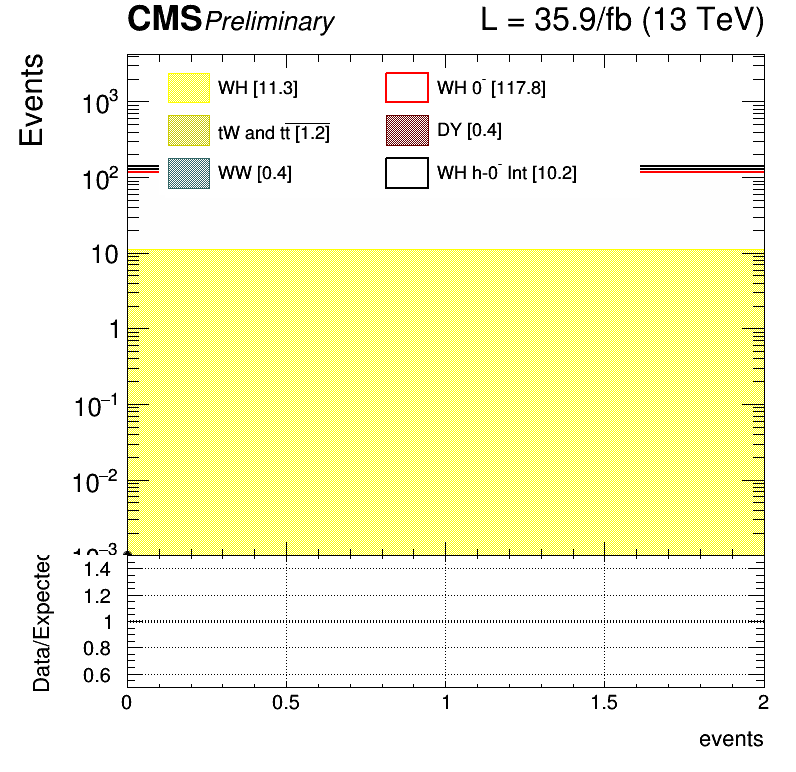 CMS Preliminary L = 35.9/fb (13 TeV)
Events
WH [11.3] WH 0⁻ [117.8]
tW and tt [1.2] DY [0.4]
WW [0.4] WH h-0⁻ Int [10.2]
10³
10²
10
1
10⁻¹
10⁻²
10⁻³
Data/Expected
1.4
1.2
1
0.8
0.6
0 0.5 1 1.5 2
events